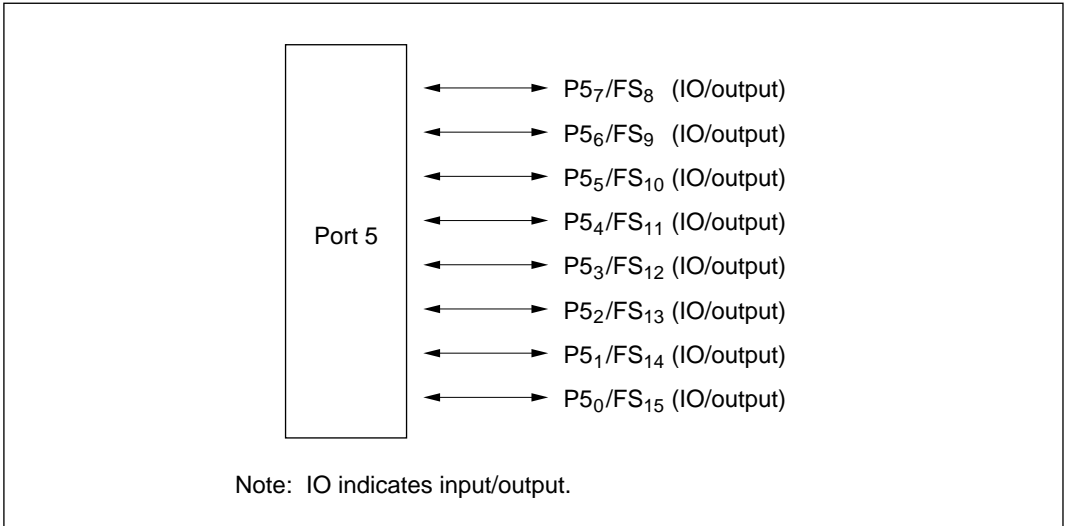 P5₇/FS₈ (IO/output)
P5₆/FS₉ (IO/output)
P5₅/FS₁₀ (IO/output)
P5₄/FS₁₁ (IO/output)
Port 5
P5₃/FS₁₂ (IO/output)
P5₂/FS₁₃ (IO/output)
P5₁/FS₁₄ (IO/output)
P5₀/FS₁₅ (IO/output)
Note: IO indicates input/output.